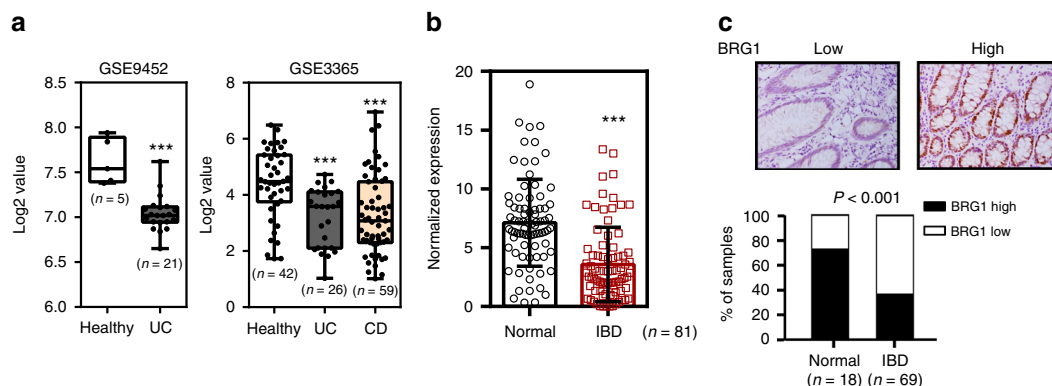 a
GSE9452
Log2 value
8.5
8.0
7.5
7.0
6.5
6.0
***
(n = 5)
(n = 21)
Healthy UC
GSE3365
Log2 value
8
6
4
2
0
***
***
(n = 42)
(n = 26)
(n = 59)
Healthy UC CD
b
Normalized expression
20
15
10
5
0
***
Normal IBD (n = 81)
c
BRG1 Low High
P < 0.001
% of samples
100
80
60
40
20
0
BRG1 high
BRG1 low
Normal IBD
(n = 18) (n = 69)